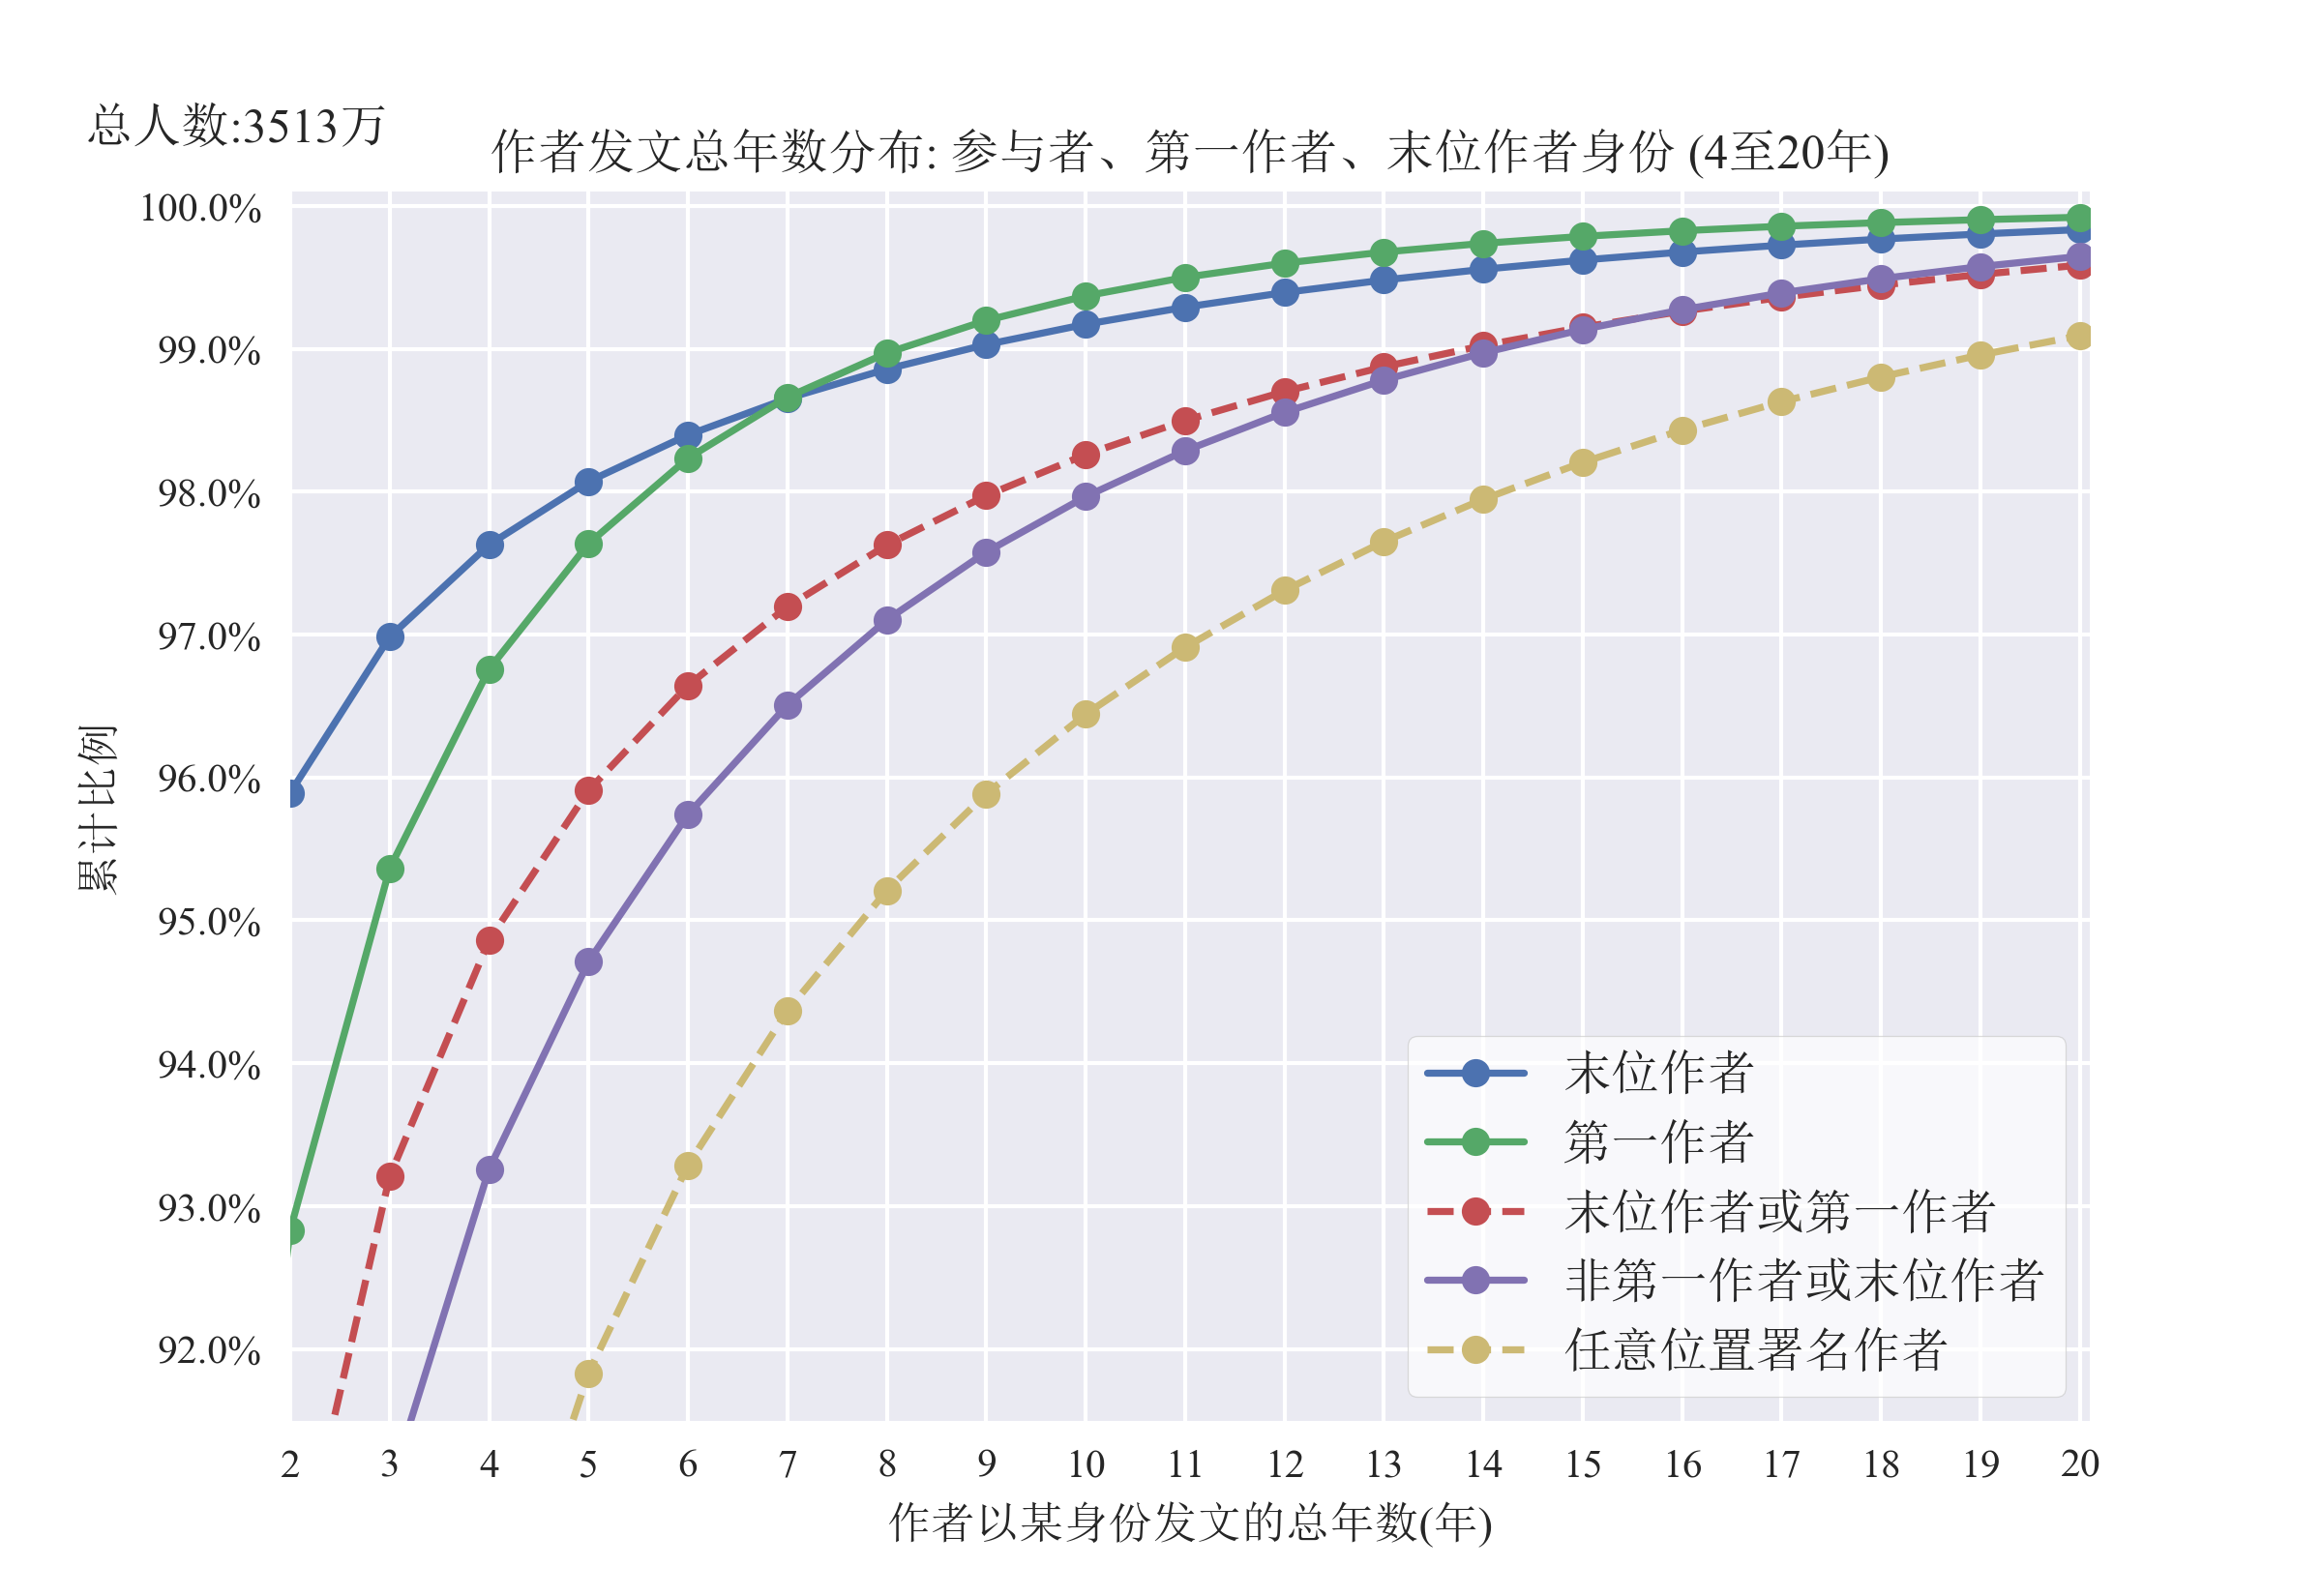 总人数:3513万
作者发文总年数分布: 参与者、第一作者、末位作者身份 (4至20年)
100.0%
99.0%
98.0%
97.0%
96.0%
95.0%
94.0%
93.0%
92.0%
累计比例
末位作者
第一作者
末位作者或第一作者
非第一作者或末位作者
任意位置署名作者
2 3 4 5 6 7 8 9 10 11 12 13 14 15 16 17 18 19 20
作者以某身份发文的总年数(年)